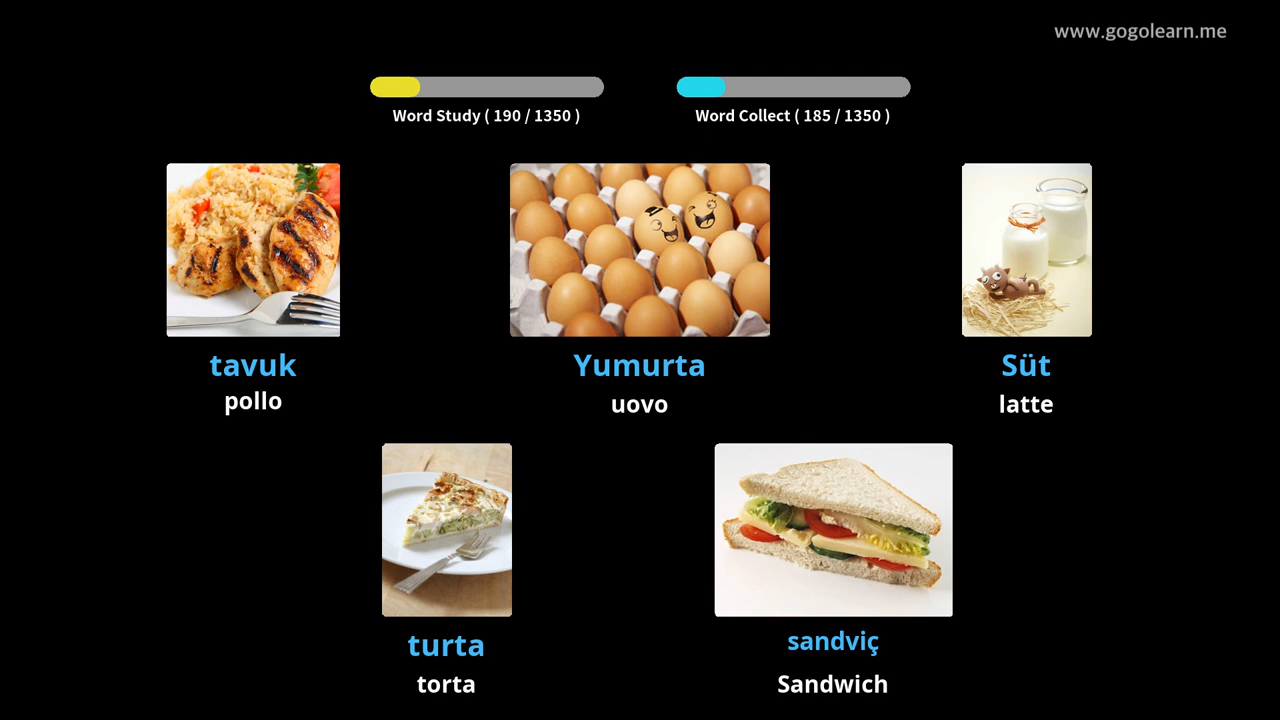 www.gogolearn.me
Word Study ( 190 / 1350 )
Word Collect ( 185 / 1350 )
tavuk
pollo
Yumurta
uovo
Süt
latte
turta
torta
sandviç
Sandwich